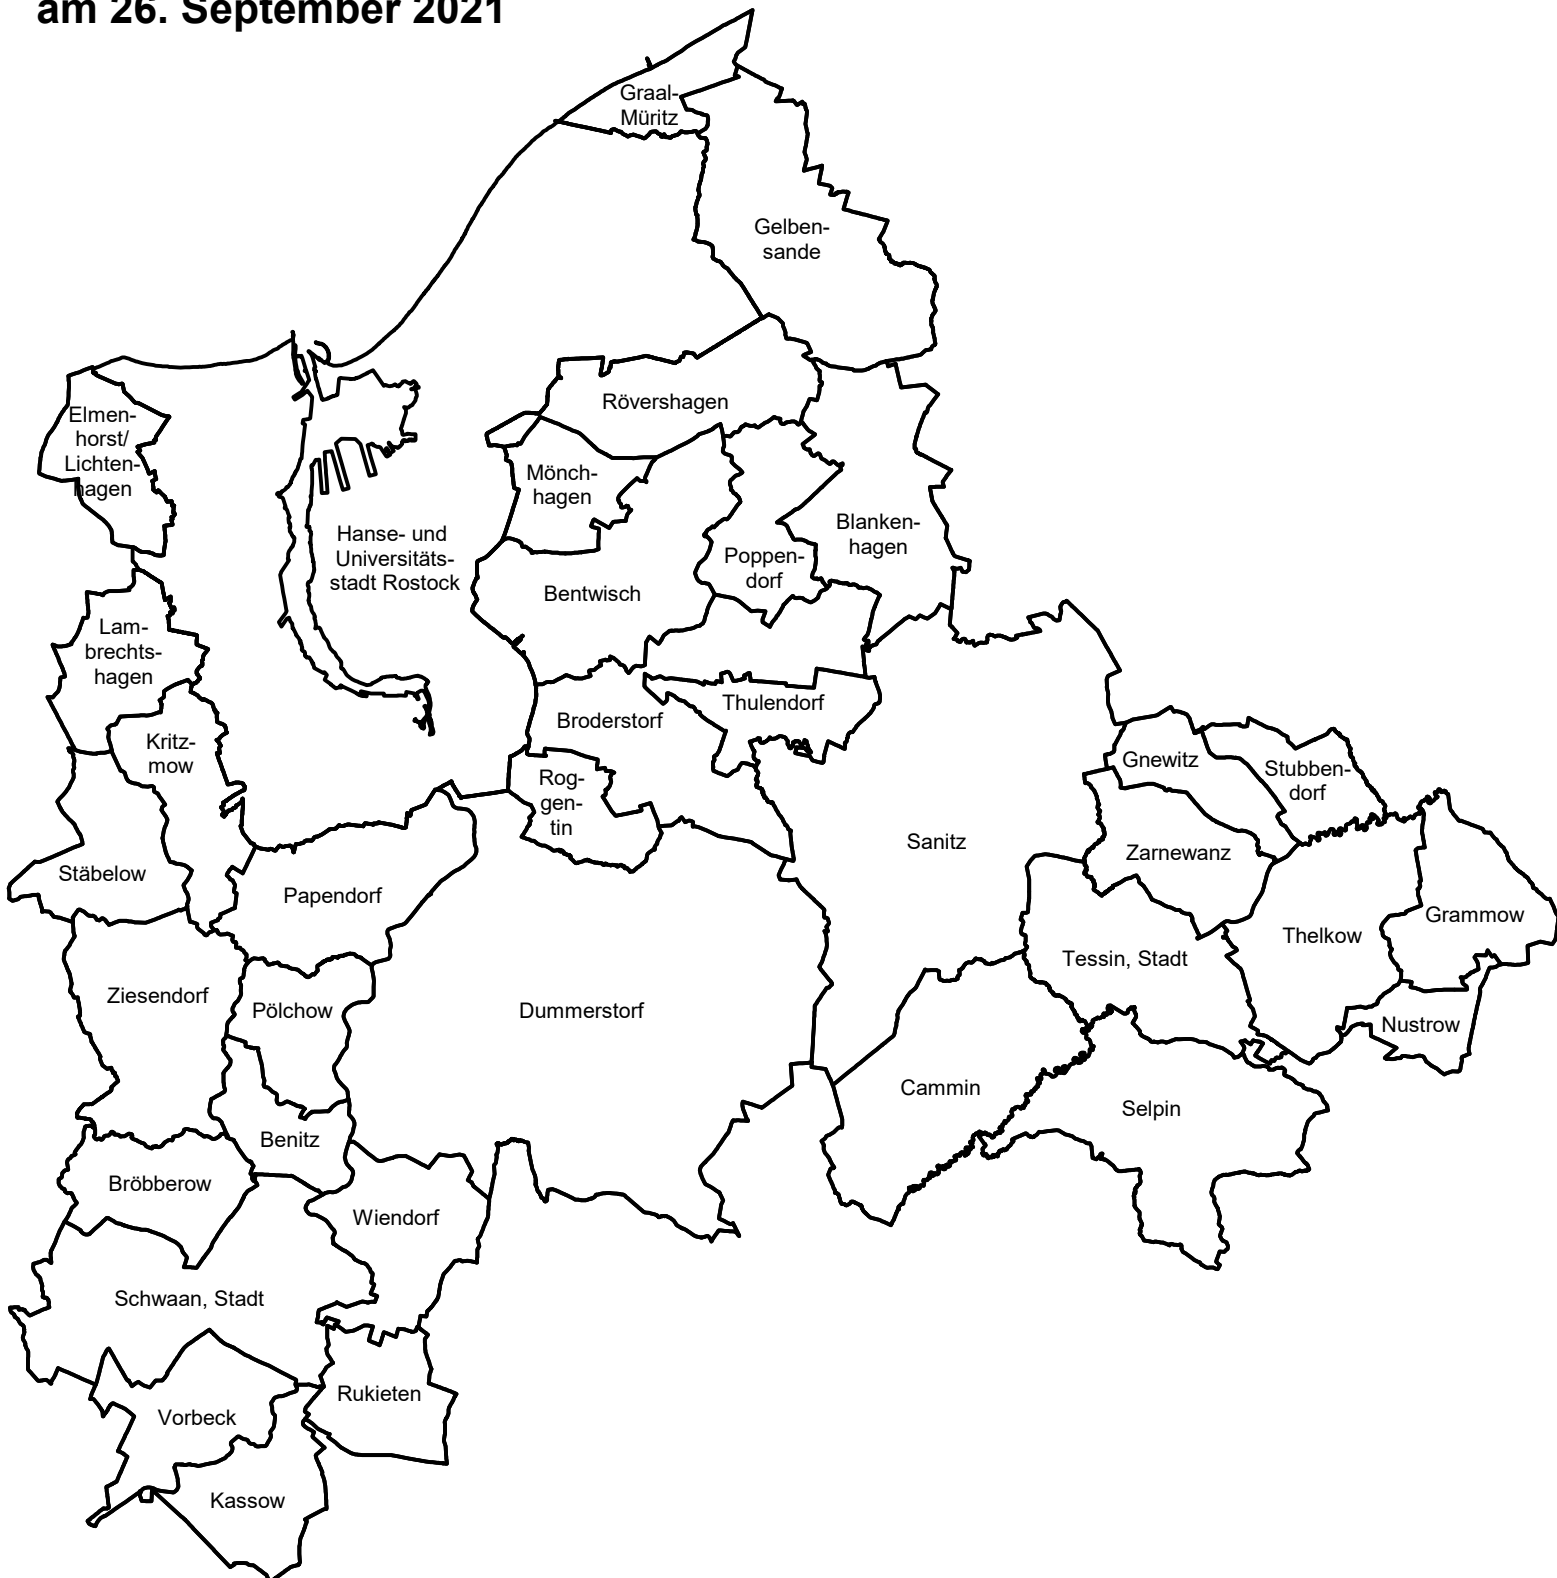 am 26. September 2021
Graal-
Müritz
Gelben-
sande
Rövershagen
Elmen-
horst/
Lichten-
hagen
Mönch-
hagen
Hanse- und
Universitäts-
stadt Rostock
Blanken-
hagen
Poppen-
dorf
Bentwisch
Lam-
brechts-
hagen
Thulendorf
Broderstorf
Kritz-
mow
Gnewitz
Stubben-
dorf
Rog-
gen-
tin
Sanitz
Zarnewanz
Stäbelow
Papendorf
Grammow
Thelkow
Tessin, Stadt
Ziesendorf
Pölchow
Dummerstorf
Nustrow
Cammin
Selpin
Benitz
Bröbberow
Wiendorf
Schwaan, Stadt
Rukieten
Vorbeck
Kassow